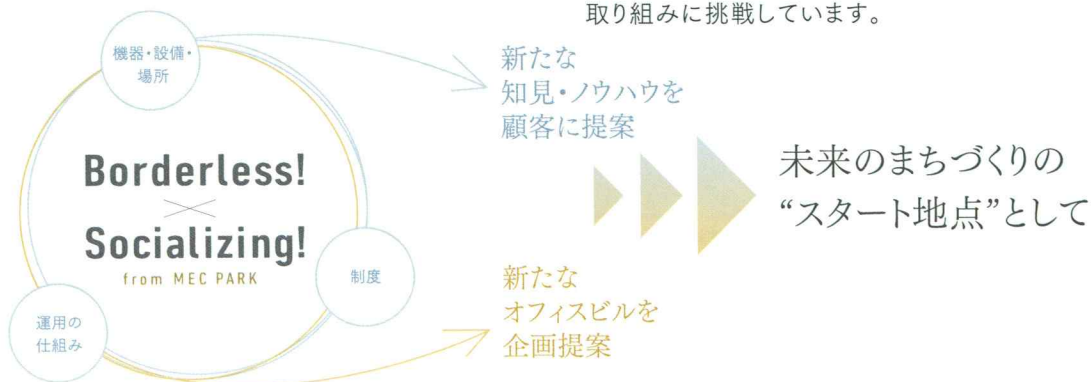 取り組みに挑戦しています。
機器・設備・
場所
新たな
知見・ノウハウを
顧客に提案
Borderless!
×
Socializing!
from MEC PARK
制度
運用の
仕組み
新たな
オフィスビルを
企画提案
未来のまちづくりの
“スタート地点”として